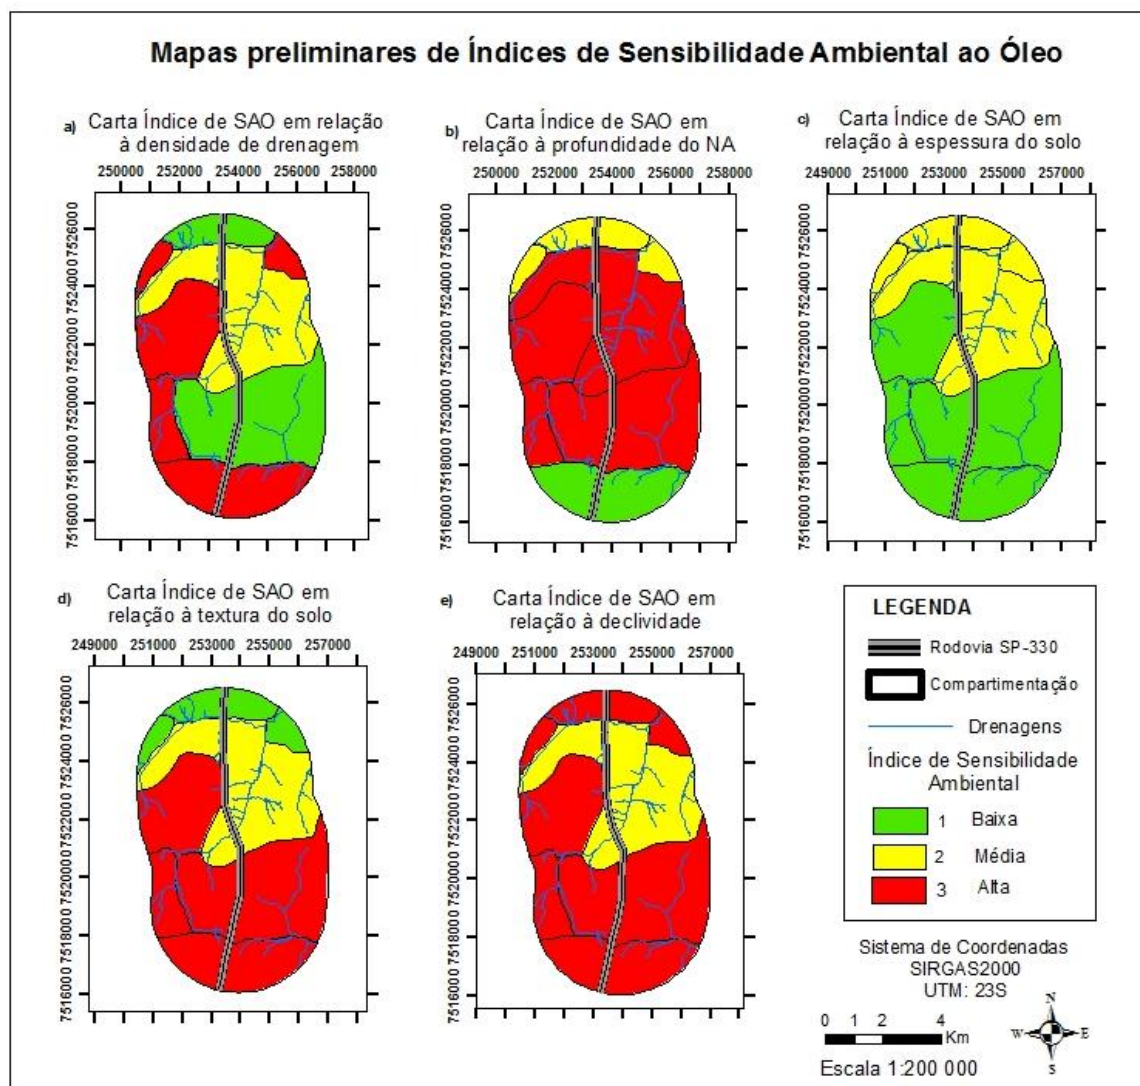 Mapas preliminares de Índices de Sensibilidade Ambiental ao Óleo
a) Carta Índice de SAO em relação
à densidade de drenagem
250000 252000 254000 256000 258000
7526000
7524000
7522000
7520000
7518000
7516000
b) Carta Índice de SAO em
relação à profundidade do NA
250000 252000 254000 256000 258000
7526000
7524000
7522000
7520000
7518000
7516000
c) Carta Índice de SAO em
relação à espessura do solo
249000 251000 253000 255000 257000
7526000
7524000
7522000
7520000
7518000
7516000
d) Carta Índice de SAO em
relação à textura do solo
249000 251000 253000 255000 257000
7526000
7524000
7522000
7520000
7518000
7516000
e) Carta Índice de SAO em
relação à declividade
249000 251000 253000 255000 257000
7526000
7524000
7522000
7520000
7518000
7516000
LEGENDA
Rodovia SP-330
Compartimentação
Drenagens
Índice de Sensibilidade
Ambiental
1 Baixa
2 Média
3 Alta
Sistema de Coordenadas
SIRGAS2000
UTM: 23S
0 1 2 4
Km
Escala 1:200 000
N
W E
S